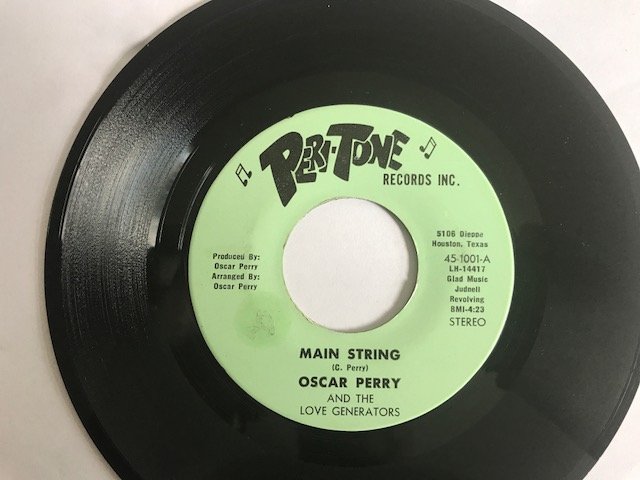 PERI-TONE
RECORDS INC.
5106 Dieppe
Houston, Texas
Produced By:
Oscar Perry
Arranged By:
Oscar Perry
45-1001-A
LH-14417
Glad Music
Judnell
Revolving
BMI-4:23
STEREO
MAIN STRING
(C. Perry)
OSCAR PERRY
AND THE
LOVE GENERATORS